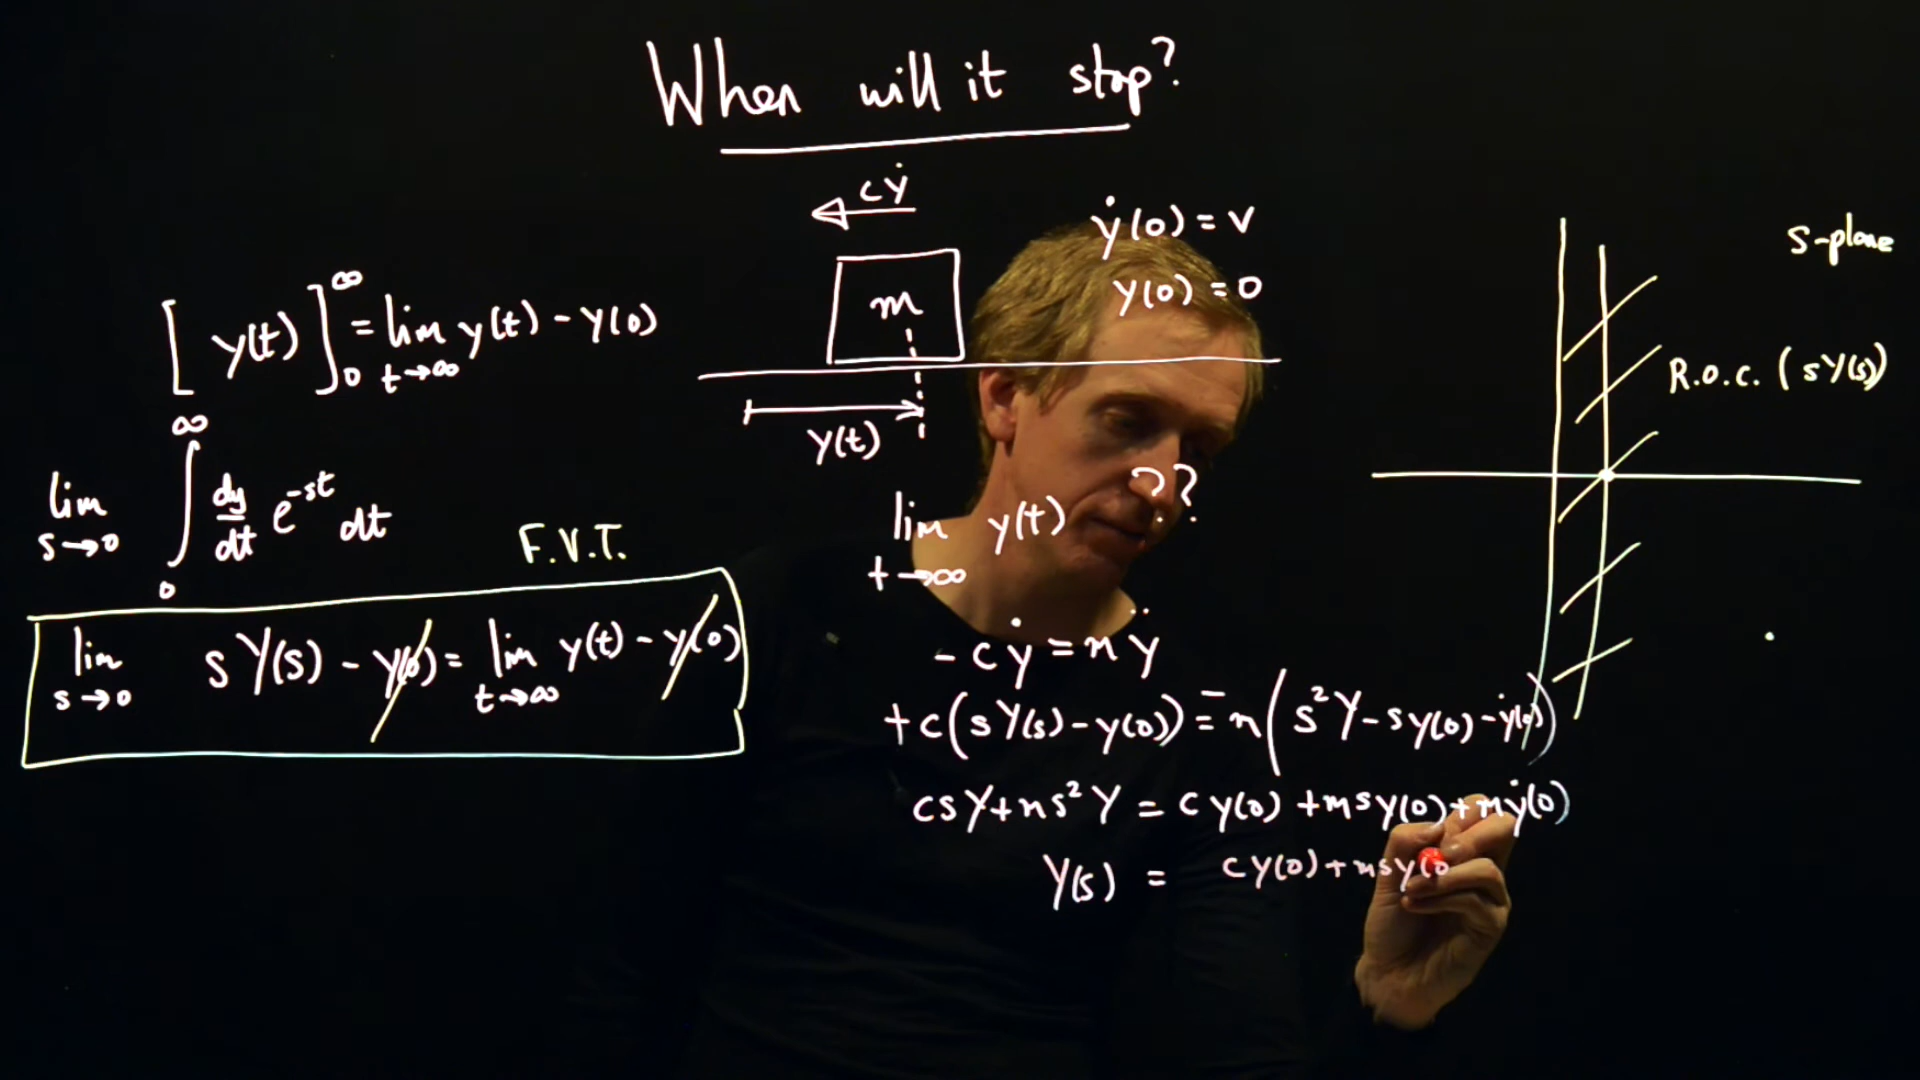 When will it stop?
cẏ
ẏ(0) = v
y(0) = 0
m
y(t)
lim y(t) ??
t→∞
[y(t)]₀^∞ = lim y(t) - y(0)
t→∞
lim ∫₀^∞ dy/dt e^-st dt
s→0
F.V.T.
lim sY(s) - y(0) = lim y(t) - y(0)
s→0 t→∞
s-plane
R.O.C. (sY(s))
-cẏ = mÿ
+c(sY(s) - y(0)) = -m(s²Y - sy(0) - ẏ(0))
csY + ms²Y = cy(0) + msy(0) + mẏ(0)
Y(s) = cy(0) + msy(0